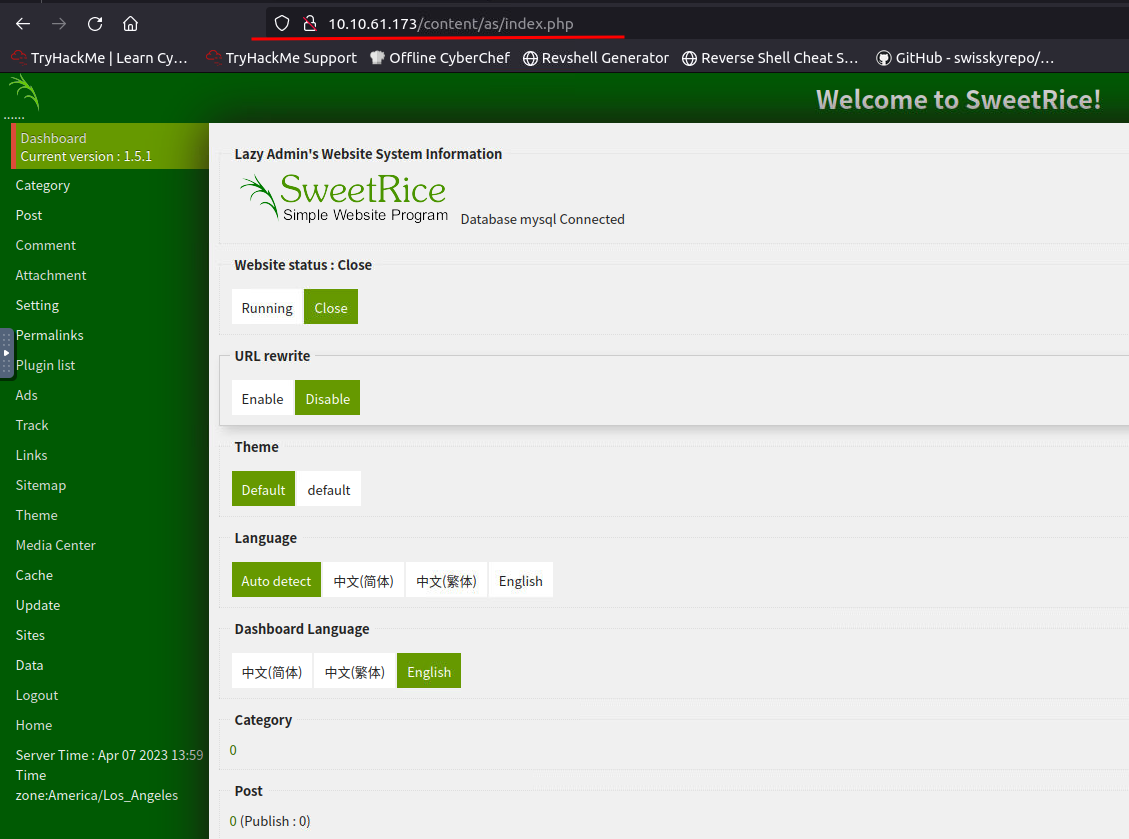 10.10.61.173/content/as/index.php
TryHackMe | Learn Cy… TryHackMe Support Offline CyberChef Revshell Generator Reverse Shell Cheat S… GitHub - swisskyrepo/…
......
Welcome to SweetRice!
Dashboard
Current version : 1.5.1
Category
Post
Comment
Attachment
Setting
Permalinks
Plugin list
Ads
Track
Links
Sitemap
Theme
Media Center
Cache
Update
Sites
Data
Logout
Home
Server Time : Apr 07 2023 13:59
Time
zone:America/Los_Angeles
Lazy Admin's Website System Information
SweetRice
Simple Website Program Database mysql Connected
Website status : Close
Running Close
URL rewrite
Enable Disable
Theme
Default default
Language
Auto detect 中文(简体) 中文(繁体) English
Dashboard Language
中文(简体) 中文(繁体) English
Category
0
Post
0 (Publish : 0)